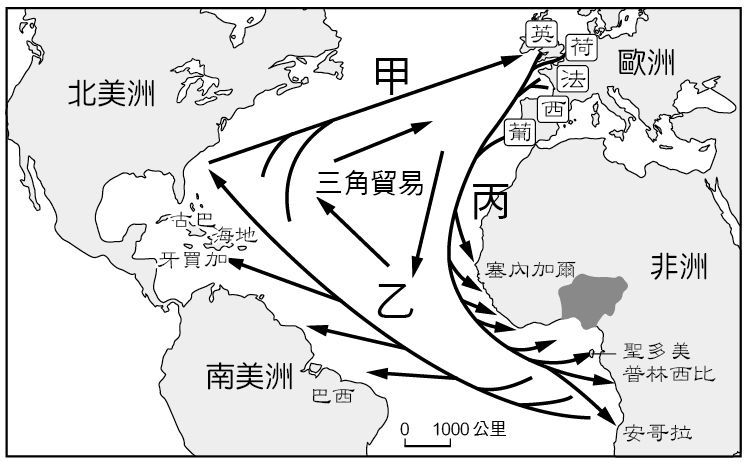 英
荷
歐洲
法
甲
北美洲
西
葡
三角貿易
丙
古巴
海地
牙買加
塞內加爾
非洲
乙
聖多美
普林西比
南美洲
巴西
0 1000 公里
安哥拉